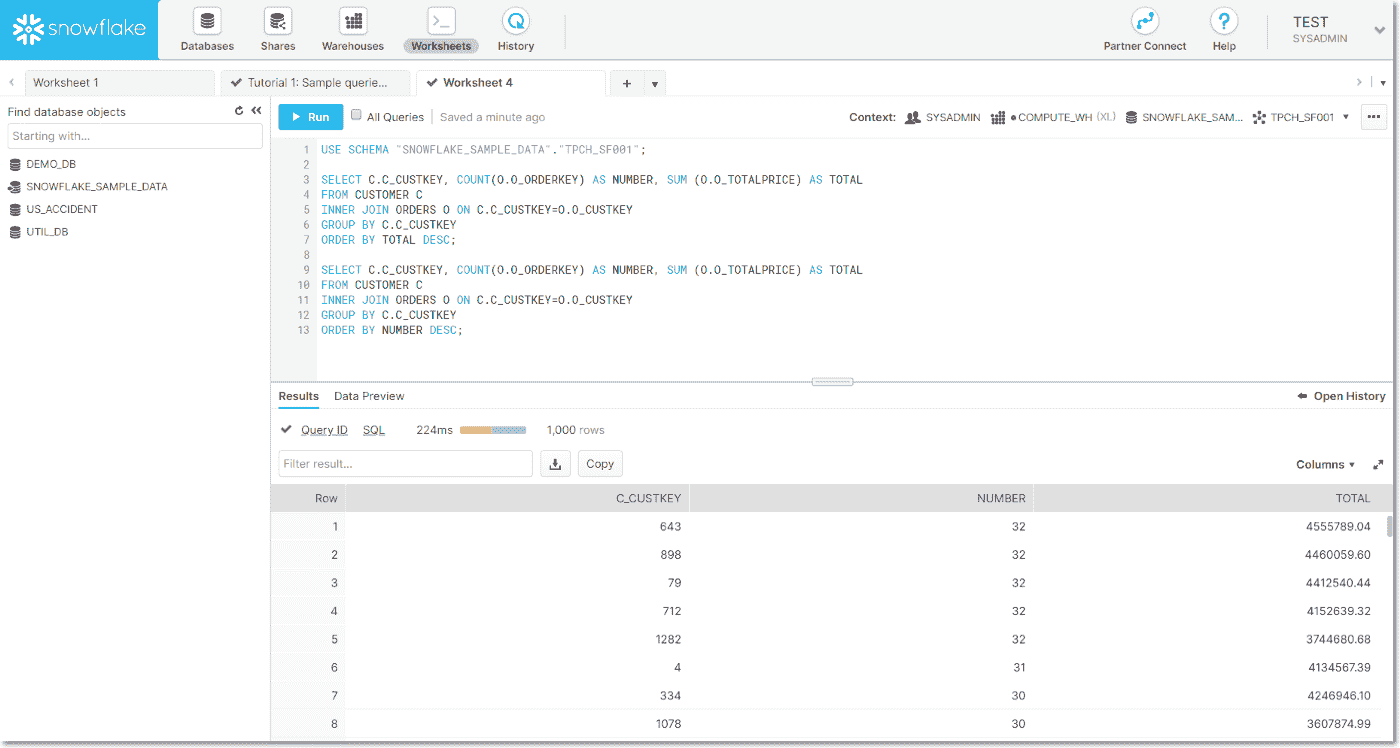 snowflake
Databases Shares Warehouses Worksheets History
Partner Connect Help
TEST
SYSADMIN
Worksheet 1 Tutorial 1: Sample querie... Worksheet 4
Find database objects
Starting with...
DEMO_DB
SNOWFLAKE_SAMPLE_DATA
US_ACCIDENT
UTIL_DB
Run All Queries Saved a minute ago Context: SYSADMIN COMPUTE_WH (XL) SNOWFLAKE_SAM... TPCH_SF001
1 USE SCHEMA "SNOWFLAKE_SAMPLE_DATA"."TPCH_SF001";
2
3 SELECT C.C_CUSTKEY, COUNT(O.O_ORDERKEY) AS NUMBER, SUM (O.O_TOTALPRICE) AS TOTAL
4 FROM CUSTOMER C
5 INNER JOIN ORDERS O ON C.C_CUSTKEY=O.O_CUSTKEY
6 GROUP BY C.C_CUSTKEY
7 ORDER BY TOTAL DESC;
8
9 SELECT C.C_CUSTKEY, COUNT(O.O_ORDERKEY) AS NUMBER, SUM (O.O_TOTALPRICE) AS TOTAL
10 FROM CUSTOMER C
11 INNER JOIN ORDERS O ON C.C_CUSTKEY=O.O_CUSTKEY
12 GROUP BY C.C_CUSTKEY
13 ORDER BY NUMBER DESC;
Results Data Preview Open History
Query ID SQL 224ms 1,000 rows
Filter result... Copy Columns
Row C_CUSTKEY NUMBER TOTAL
1 643 32 4555789.04
2 898 32 4460059.60
3 79 32 4412540.44
4 712 32 4152639.32
5 1282 32 3744680.68
6 4 31 4134567.39
7 334 30 4246946.10
8 1078 30 3607874.99